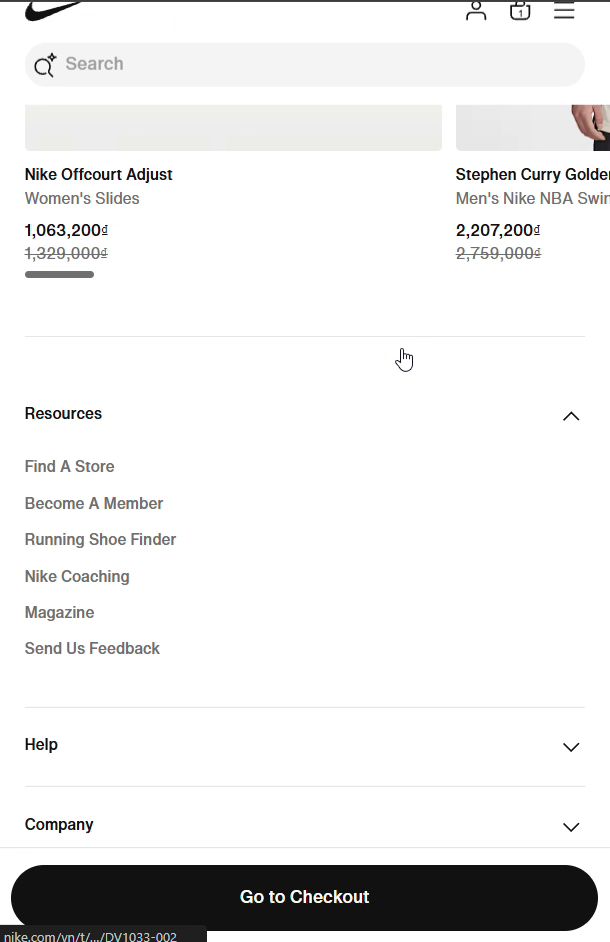 1
Search
Nike Offcourt Adjust
Women's Slides
1,063,200₫
1,329,000₫
Stephen Curry Golde
Men's Nike NBA Swin
2,207,200₫
2,759,000₫
Resources
Find A Store
Become A Member
Running Shoe Finder
Nike Coaching
Magazine
Send Us Feedback
Help
Company
Go to Checkout
nike.com/vn/t/.../DV1033-002